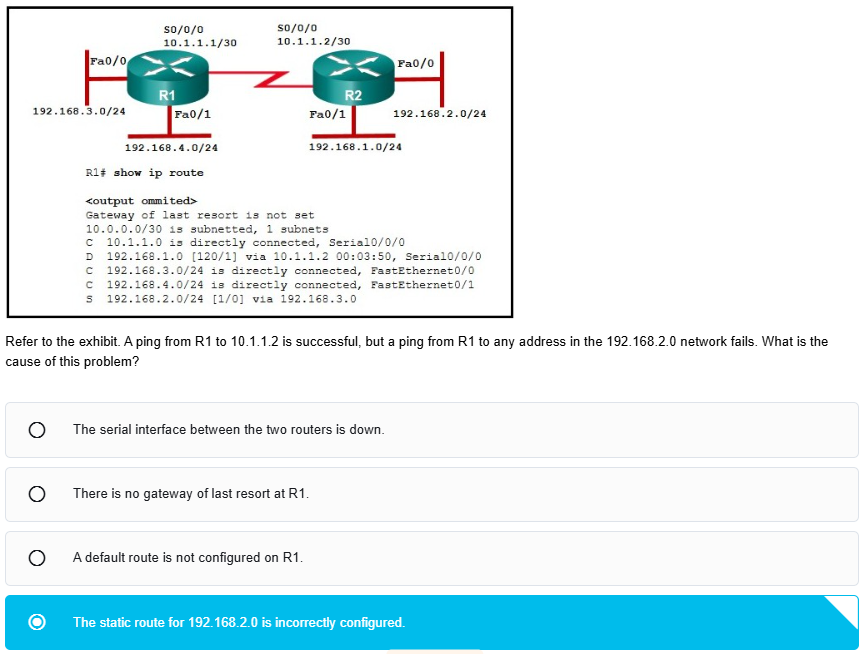 S0/0/0
10.1.1.1/30
S0/0/0
10.1.1.2/30
Fa0/0
Fa0/0
R1
R2
192.168.3.0/24
Fa0/1
Fa0/1
192.168.2.0/24
192.168.4.0/24
192.168.1.0/24
R1# show ip route
<output ommited>
Gateway of last resort is not set
10.0.0.0/30 is subnetted, 1 subnets
C 10.1.1.0 is directly connected, Serial0/0/0
D 192.168.1.0 [120/1] via 10.1.1.2 00:03:50, Serial0/0/0
C 192.168.3.0/24 is directly connected, FastEthernet0/0
C 192.168.4.0/24 is directly connected, FastEthernet0/1
S 192.168.2.0/24 [1/0] via 192.168.3.0
Refer to the exhibit. A ping from R1 to 10.1.1.2 is successful, but a ping from R1 to any address in the 192.168.2.0 network fails. What is the
cause of this problem?
The serial interface between the two routers is down.
There is no gateway of last resort at R1.
A default route is not configured on R1.
The static route for 192.168.2.0 is incorrectly configured.